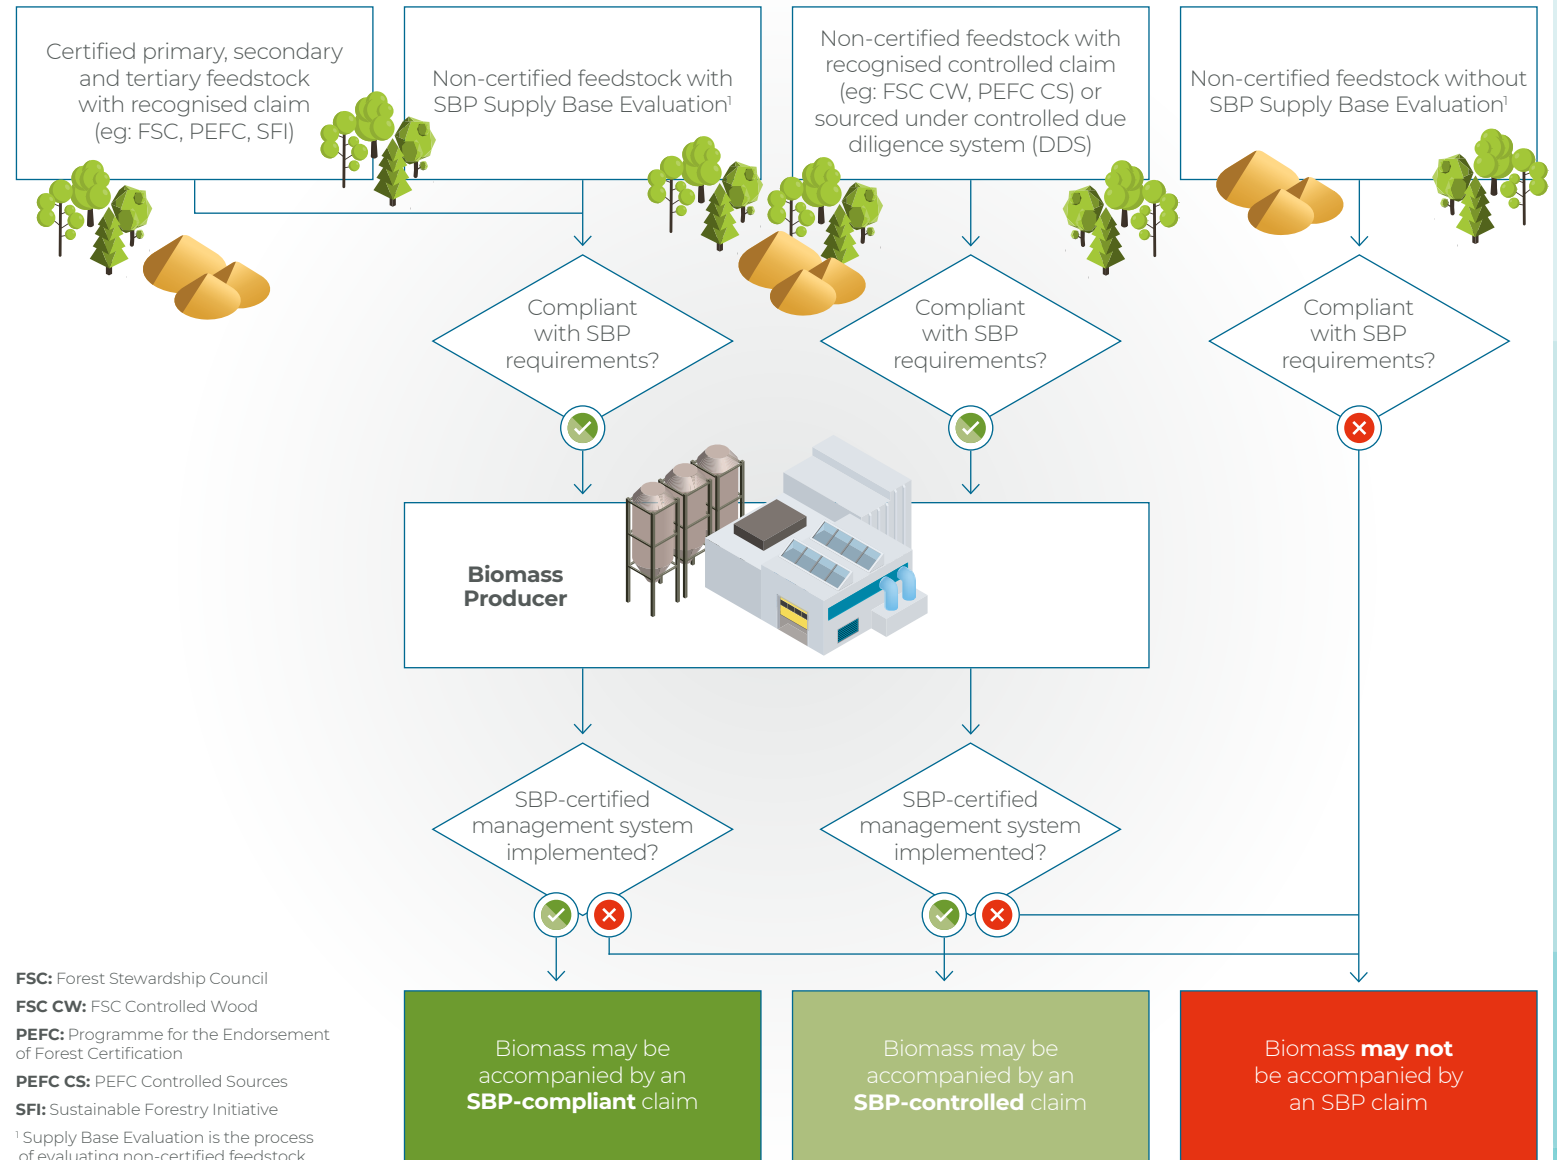 Certified primary, secondary
and tertiary feedstock
with recognised claim
(eg: FSC, PEFC, SFI)
Non-certified feedstock with
SBP Supply Base Evaluation¹
Non-certified feedstock with
recognised controlled claim
(eg: FSC CW, PEFC CS) or
sourced under controlled due
diligence system (DDS)
Non-certified feedstock without
SBP Supply Base Evaluation¹
Compliant
with SBP
requirements?
Compliant
with SBP
requirements?
Compliant
with SBP
requirements?
Biomass
Producer
SBP-certified
management system
implemented?
SBP-certified
management system
implemented?
FSC: Forest Stewardship Council
FSC CW: FSC Controlled Wood
PEFC: Programme for the Endorsement
of Forest Certification
PEFC CS: PEFC Controlled Sources
SFI: Sustainable Forestry Initiative
¹ Supply Base Evaluation is the process
of evaluating non-certified feedstock
Biomass may be
accompanied by an
SBP-compliant claim
Biomass may be
accompanied by an
SBP-controlled claim
Biomass may not
be accompanied by
an SBP claim